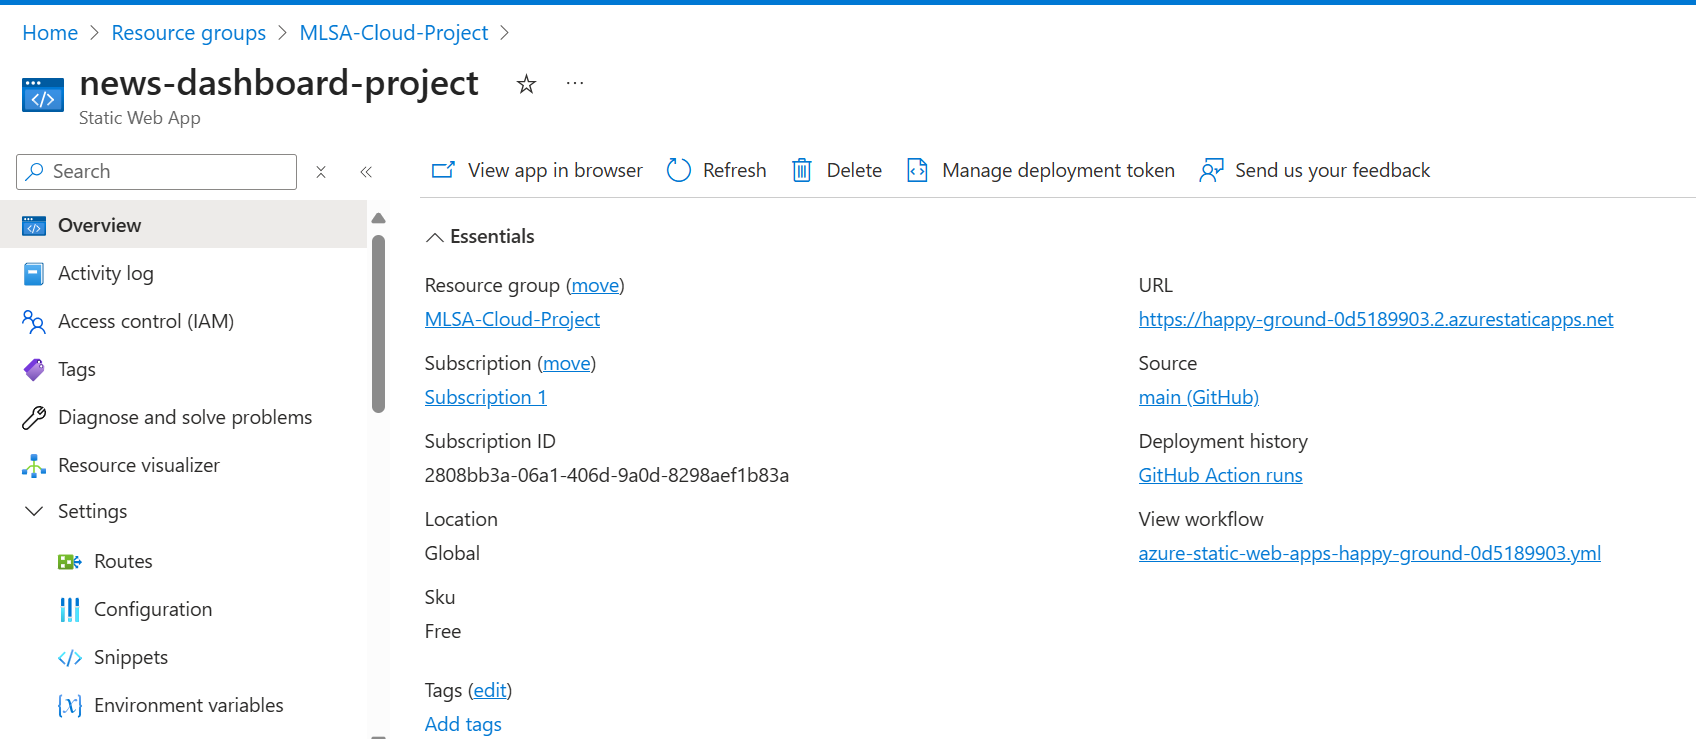 Home > Resource groups > MLSA-Cloud-Project >
news-dashboard-project
Static Web App
Search
View app in browser
Refresh
Delete
Manage deployment token
Send us your feedback
Overview
Activity log
Access control (IAM)
Tags
Diagnose and solve problems
Resource visualizer
Settings
Routes
Configuration
Snippets
Environment variables
Essentials
Resource group (move)
MLSA-Cloud-Project
Subscription (move)
Subscription 1
Subscription ID
2808bb3a-06a1-406d-9a0d-8298aef1b83a
Location
Global
Sku
Free
Tags (edit)
Add tags
URL
https://happy-ground-0d5189903.2.azurestaticapps.net
Source
main (GitHub)
Deployment history
GitHub Action runs
View workflow
azure-static-web-apps-happy-ground-0d5189903.yml